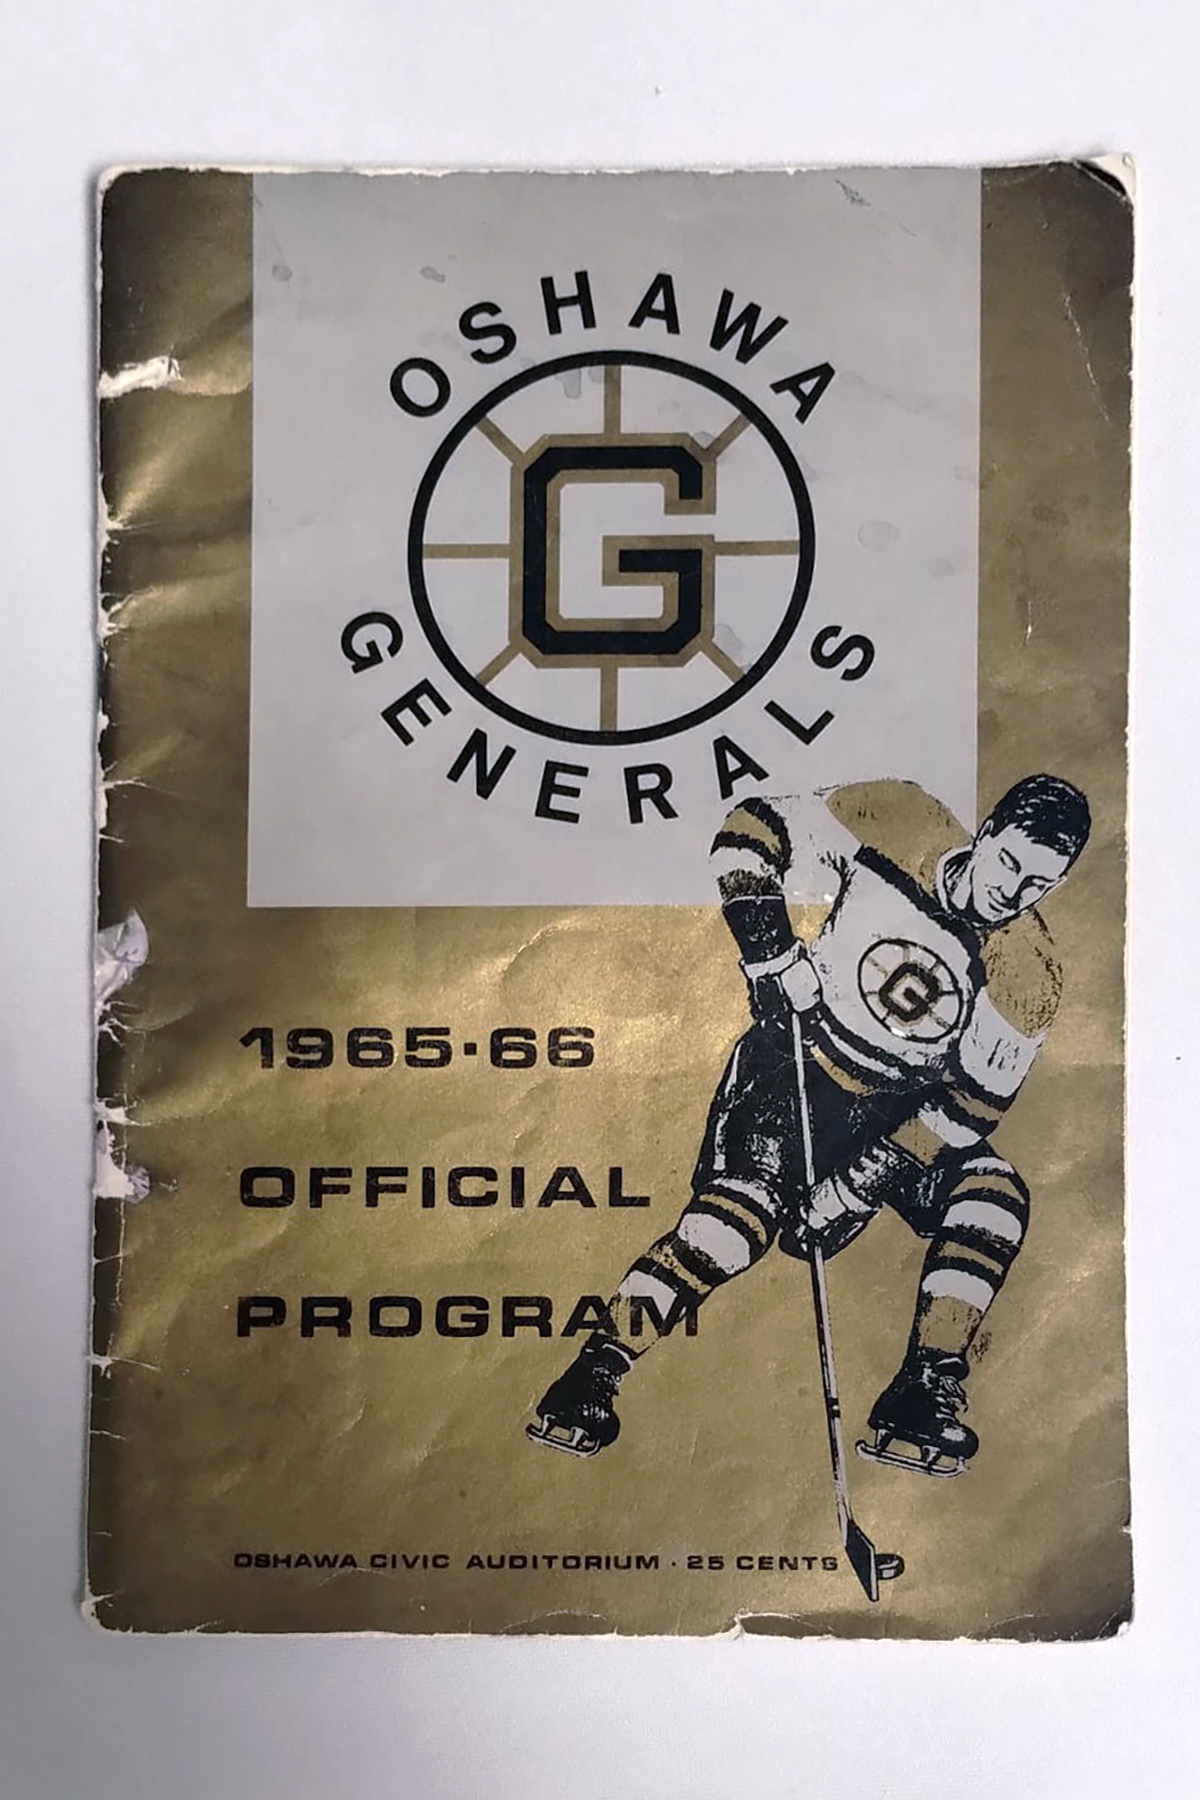 OSHAWA
G
GENERALS
G
1965·66
OFFICIAL
PROGRAM
OSHAWA CIVIC AUDITORIUM · 25 CENTS